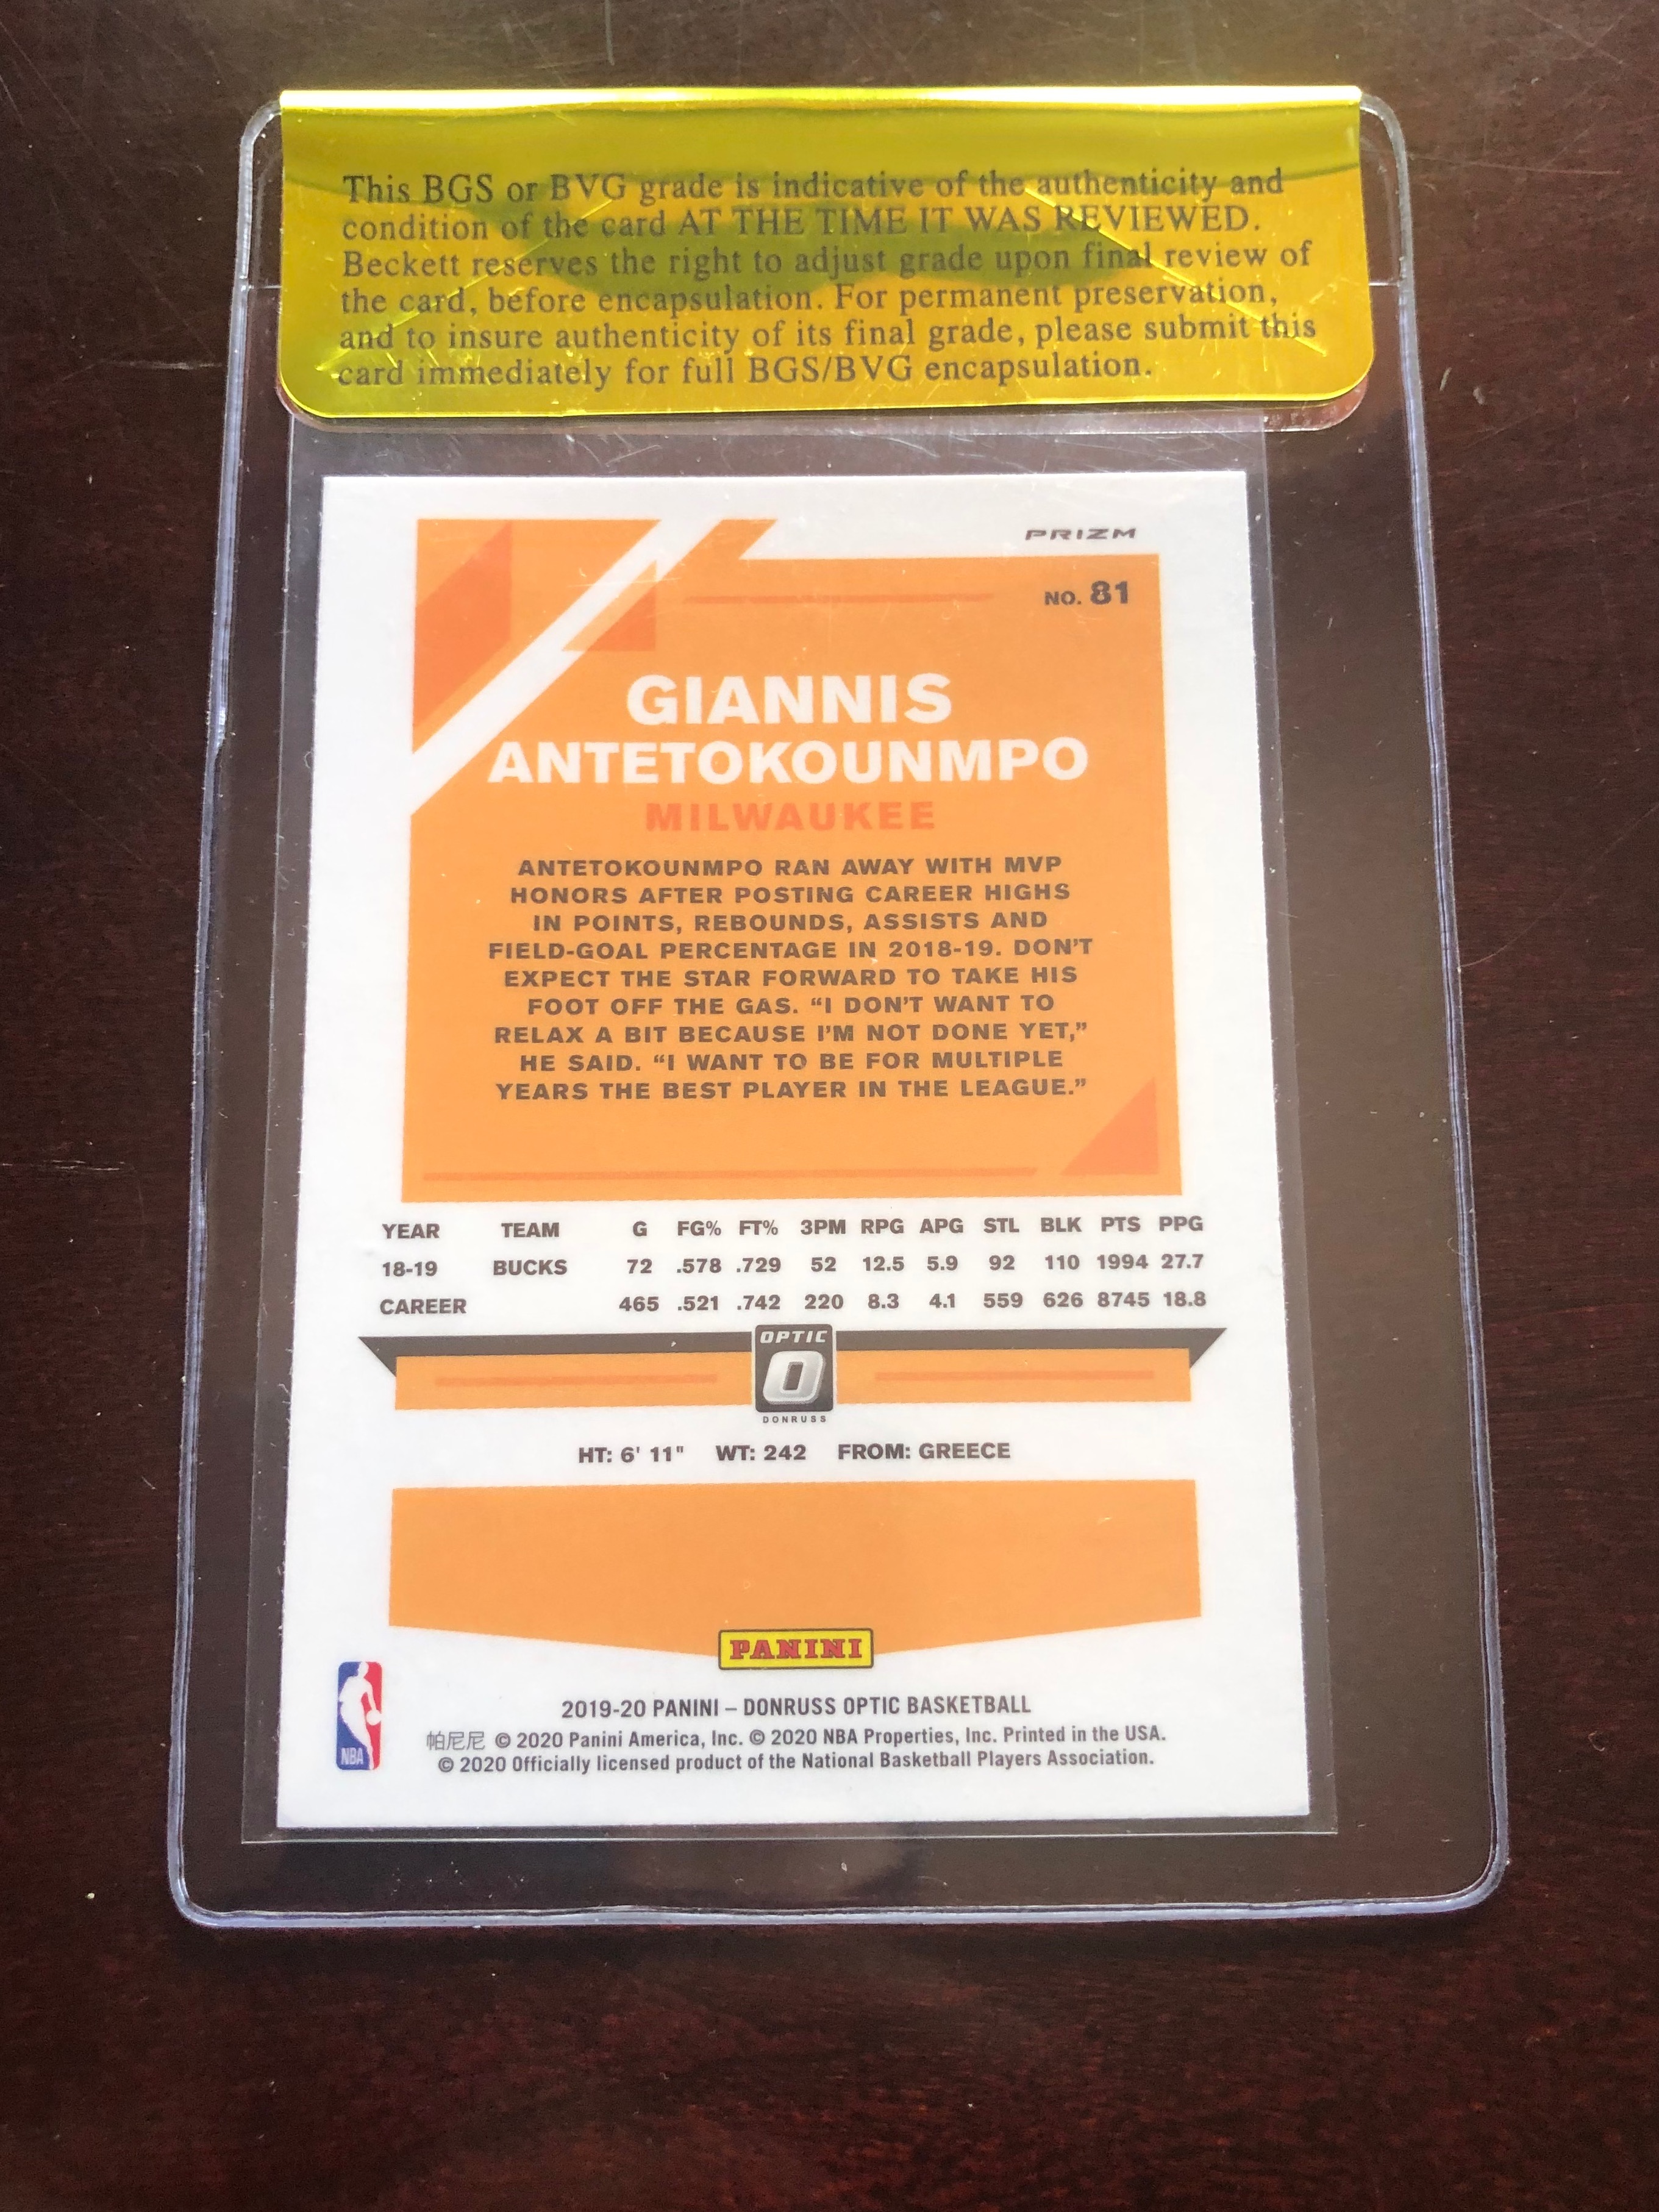 This BGS or BVG grade is indicative of the authenticity and
condition of the card AT THE TIME IT WAS REVIEWED.
Beckett reserves the right to adjust grade upon final review of
the card, before encapsulation. For permanent preservation,
and to insure authenticity of its final grade, please submit this
card immediately for full BGS/BVG encapsulation.
PRIZM
NO. 81
GIANNIS
ANTETOKOUNMPO
MILWAUKEE
ANTETOKOUNMPO RAN AWAY WITH MVP
HONORS AFTER POSTING CAREER HIGHS
IN POINTS, REBOUNDS, ASSISTS AND
FIELD-GOAL PERCENTAGE IN 2018-19. DON'T
EXPECT THE STAR FORWARD TO TAKE HIS
FOOT OFF THE GAS. “I DON'T WANT TO
RELAX A BIT BECAUSE I'M NOT DONE YET,”
HE SAID. “I WANT TO BE FOR MULTIPLE
YEARS THE BEST PLAYER IN THE LEAGUE.”
YEAR TEAM G FG% FT% 3PM RPG APG STL BLK PTS PPG
18-19 BUCKS 72 .578 .729 52 12.5 5.9 92 110 1994 27.7
CAREER 465 .521 .742 220 8.3 4.1 559 626 8745 18.8
OPTIC
O
DONRUSS
HT: 6' 11" WT: 242 FROM: GREECE
PANINI
2019-20 PANINI – DONRUSS OPTIC BASKETBALL
帕尼尼 © 2020 Panini America, Inc. © 2020 NBA Properties, Inc. Printed in the USA.
© 2020 Officially licensed product of the National Basketball Players Association.
NBA